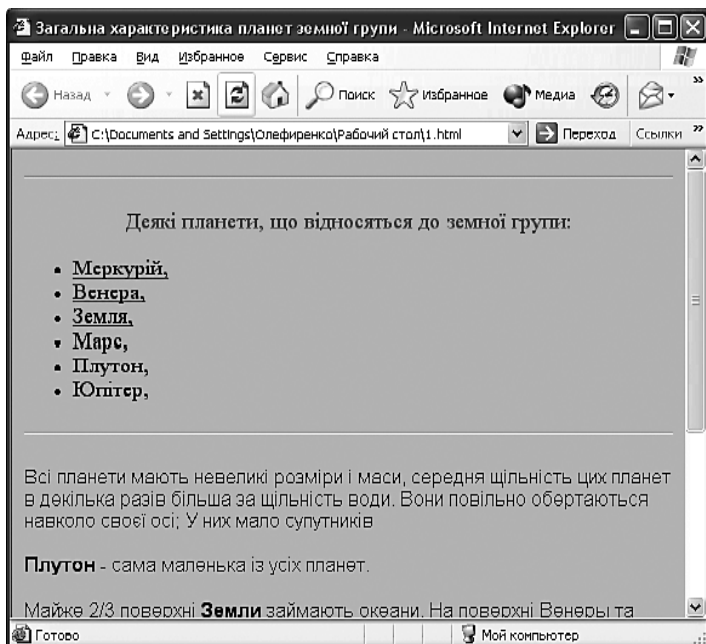 Загальна характеристика планет земної групи - Microsoft Internet Explorer
Файл Правка Вид Избранное Сервис Справка
Назад Поиск Избранное Медиа »
Адрес: C:\Documents and Settings\Олефиренко\Рабочий стол\1.html Переход Ссылки »
Деякі планети, що відносяться до земної групи:
• Меркурій,
• Венера,
• Земля,
• Марс,
• Плутон,
• Юпітер,
Всі планети мають невеликі розміри і маси, середня щільність цих планет
в декілька разів більша за щільність води. Вони повільно обертаються
навколо своєї осі; У них мало супутників
Плутон - сама маленька із усіх планет.
Майже 2/3 поверхні Земли займають океани. На поверхні Венеры та
Готово Мой компьютер